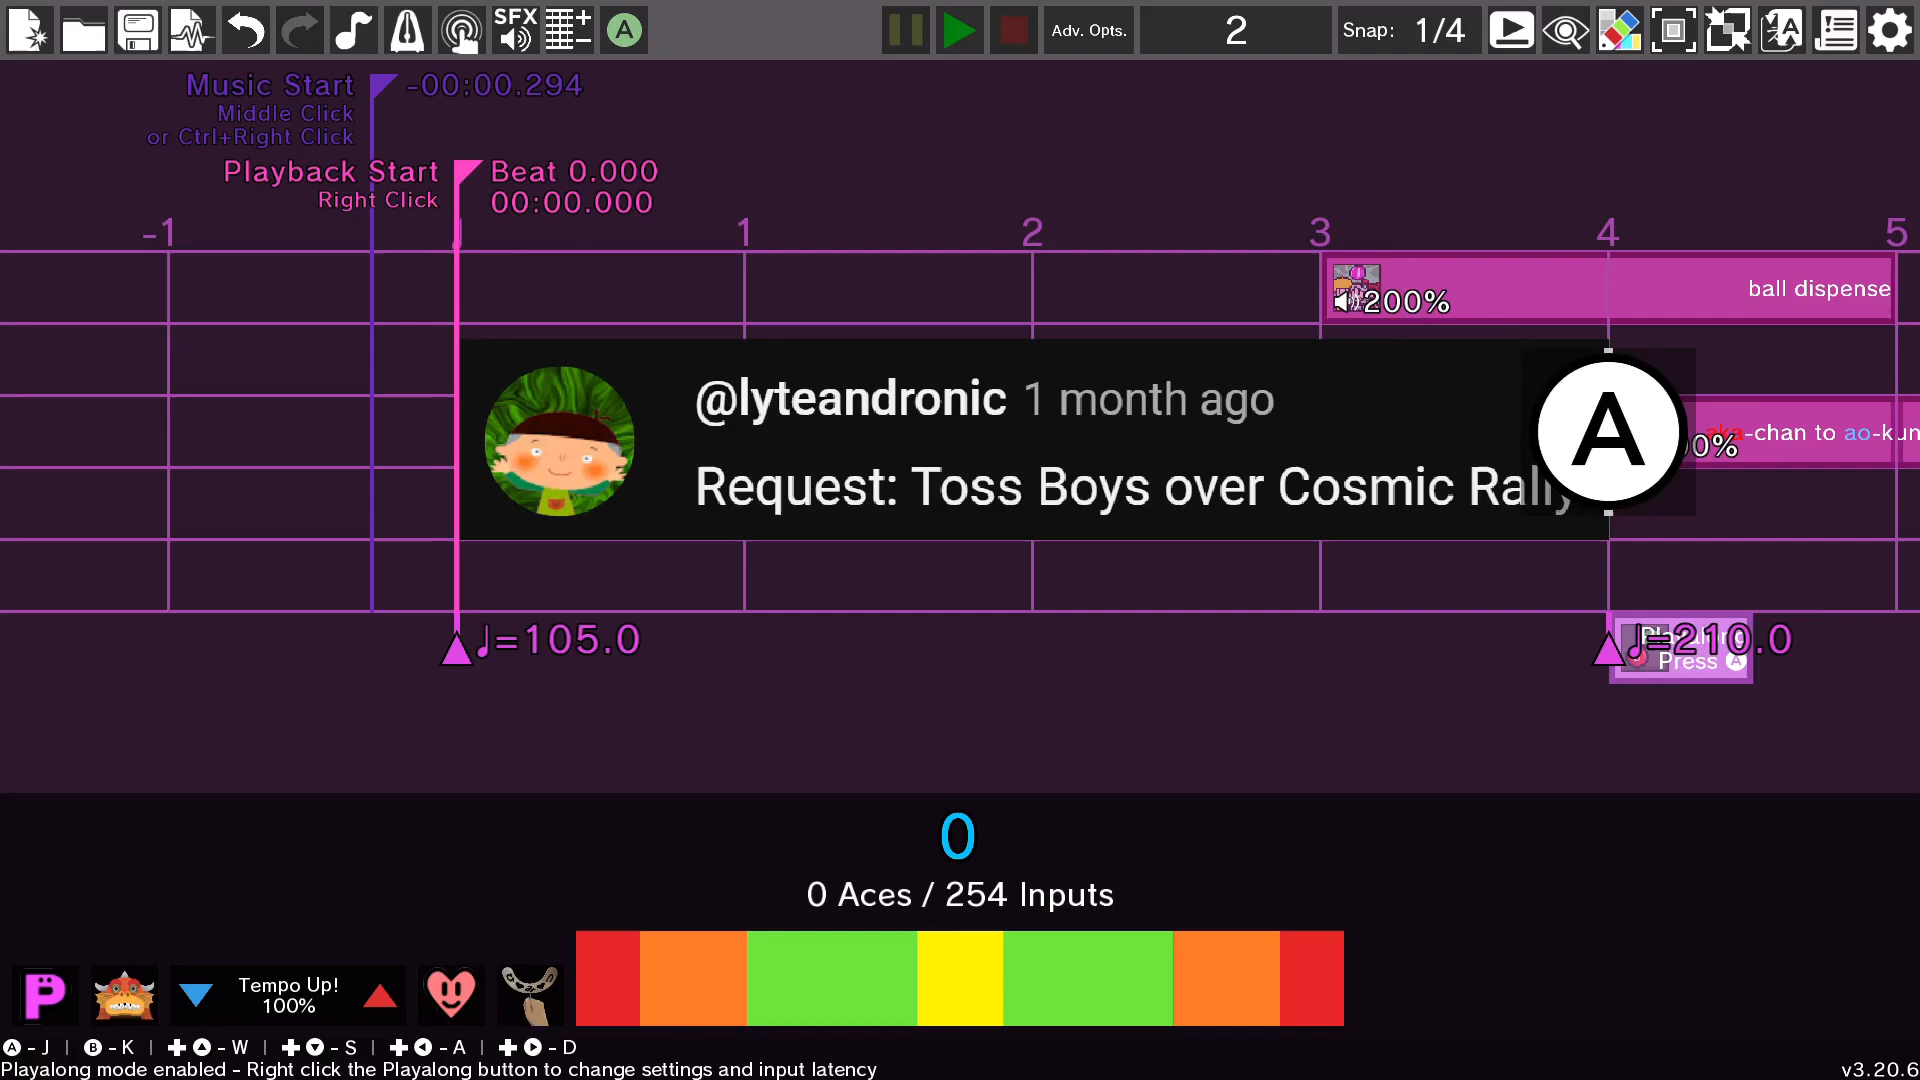 SFX
A
Adv. Opts.
2
Snap: 1/4
A
Music Start
-00:00.294
Middle Click
or Ctrl+Right Click
Playback Start
Beat 0.000
Right Click
00:00.000
-1
1
2
3
4
5
200%
ball dispense
@lyteandronic 1 month ago
Request: Toss Boys over Cosmic Rally
A
aka-chan to ao-kun
♩=105.0
♩=210.0
Press A
0
0 Aces / 254 Inputs
P
Tempo Up!
100%
A - J | B - K | - W | - S | - A | - D
Playalong mode enabled – Right click the Playalong button to change settings and input latency
v3.20.6